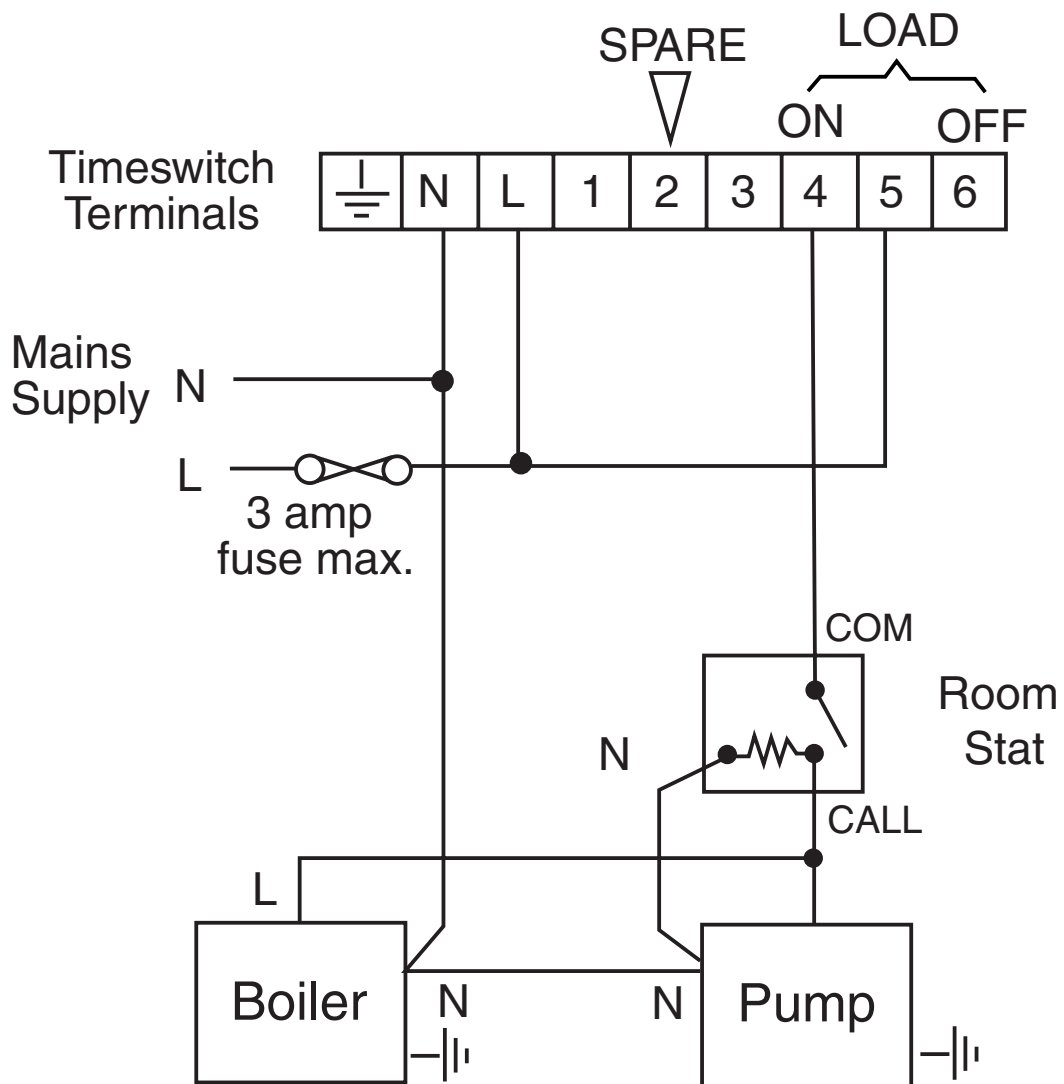 SPARE
LOAD
ON
OFF
Timeswitch
Terminals
N L 1 2 3 4 5 6
Mains
Supply
N
L
3 amp
fuse max.
COM
Room
Stat
N
CALL
L
Boiler
N
N
Pump